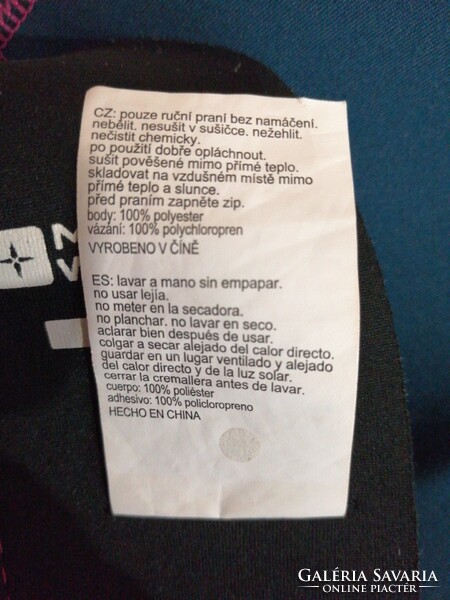 CZ: pouze ruční praní bez namáčení.
nebělit. nesušit v sušičce. nežehlit.
nečistit chemicky.
po použití dobře opláchnout.
sušit pověšené mimo přímé teplo.
skladovat na vzdušném místě mimo
přímé teplo a slunce.
před praním zapněte zip.
body: 100% polyester
vázání: 100% polychloropren
VYROBENO V ČÍNĚ
ES: lavar a mano sin empapar.
no usar lejía.
no meter en la secadora.
no planchar. no lavar en seco.
aclarar bien después de usar.
colgar a secar alejado del calor directo.
guardar en un lugar ventilado y alejado
del calor directo y de la luz solar.
cerrar la cremallera antes de lavar.
cuerpo: 100% poliéster
adhesivo: 100% policloropreno
HECHO EN CHINA
GALÉRIA SAVARIA
ONLINE PIACTÉR